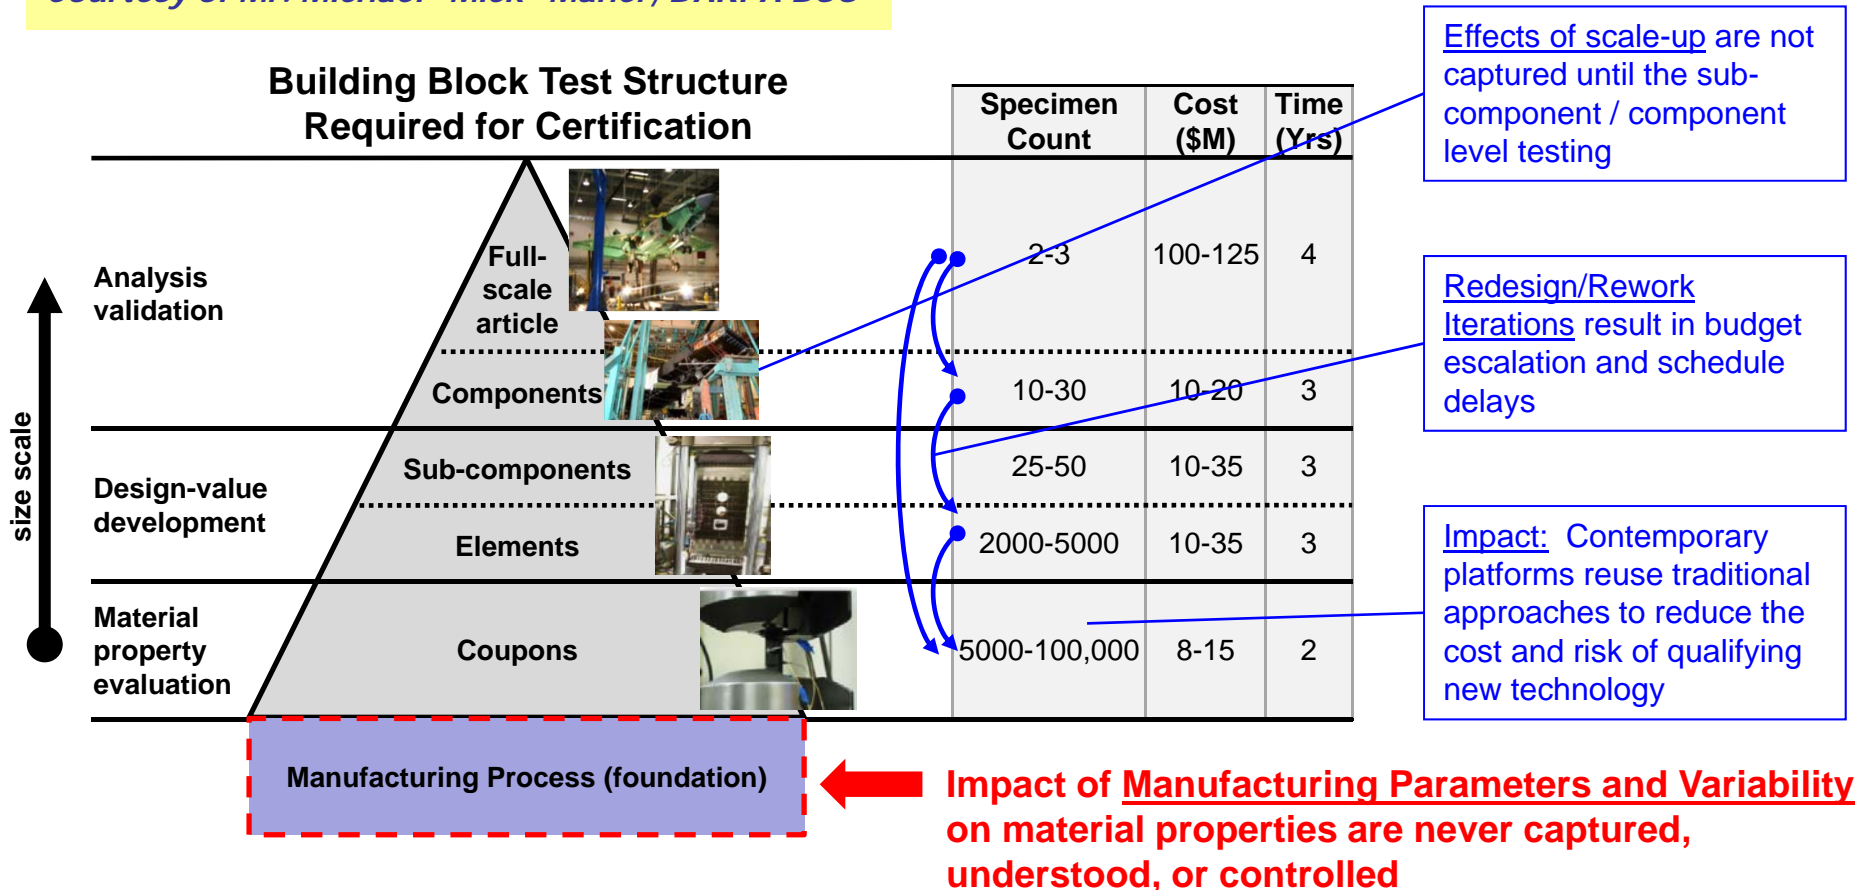 Building Block Test Structure
Required for Certification
Specimen
Count
Cost
($M)
Time
(Yrs)
Effects of scale-up are not
captured until the sub-
component / component
level testing
size scale
Analysis
validation
Full-
scale
article
2-3
100-125
4
Redesign/Rework
Iterations result in budget
escalation and schedule
delays
Components
10-30
10-20
3
Design-value
development
Sub-components
25-50
10-35
3
Elements
2000-5000
10-35
3
Impact: Contemporary
platforms reuse traditional
approaches to reduce the
cost and risk of qualifying
new technology
Material
property
evaluation
Coupons
5000-100,000
8-15
2
Manufacturing Process (foundation)
Impact of Manufacturing Parameters and Variability
on material properties are never captured,
understood, or controlled